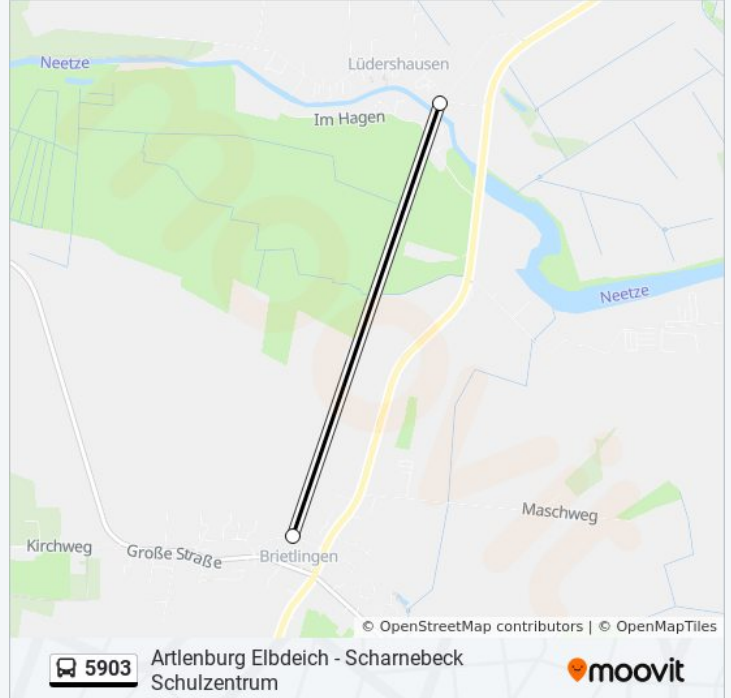 Neetze
Lüdershausen
Im Hagen
Neetze
Maschweg
Kirchweg
Große Straße
Brietlingen
© OpenStreetMap contributors | © OpenMapTiles
5903
Artlenburg Elbdeich - Scharnebeck
Schulzentrum
moovit
moovit